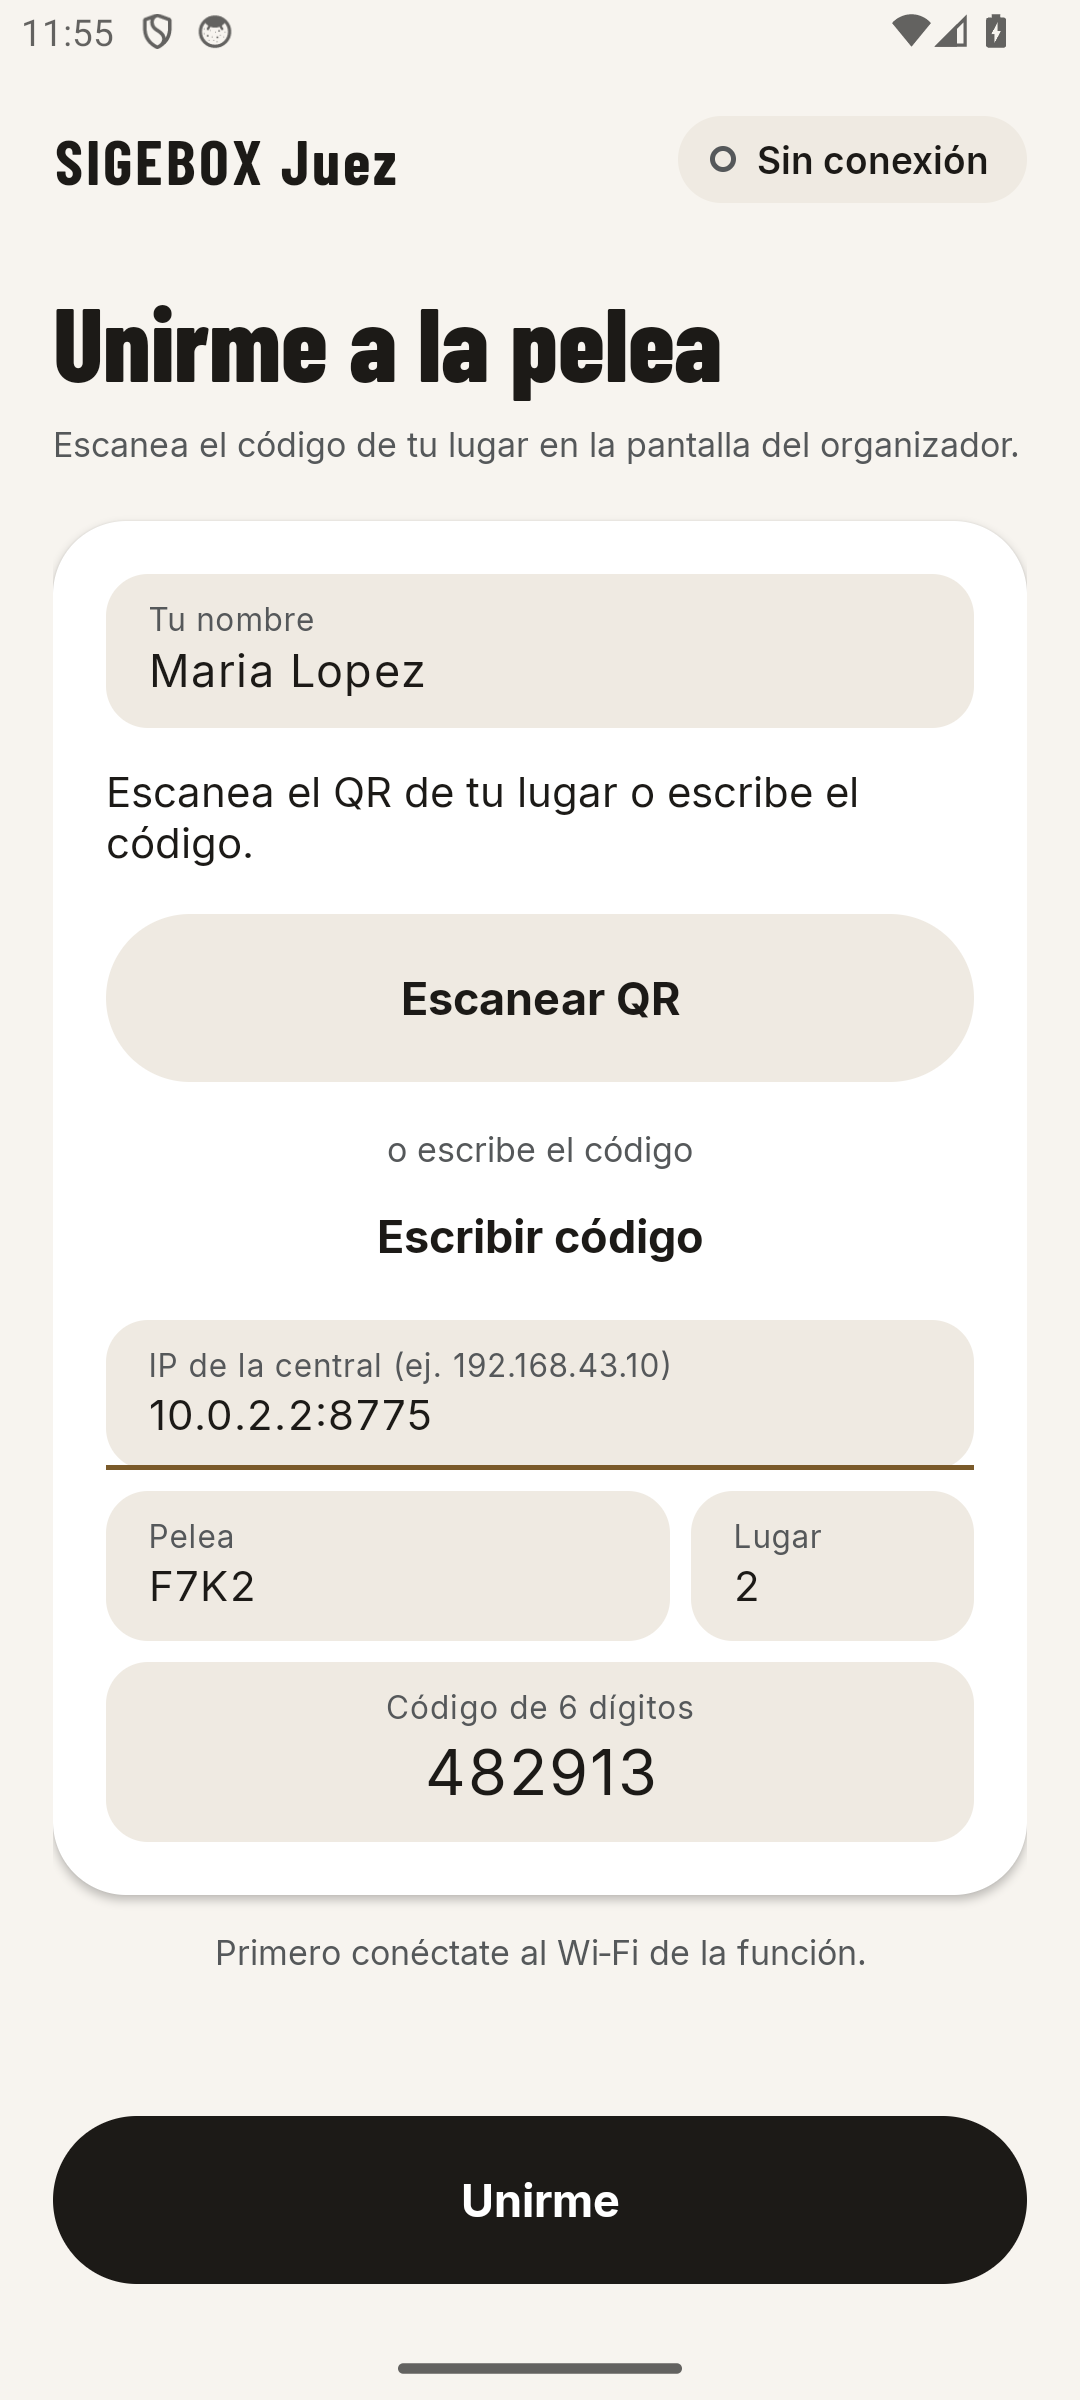 11:55
SIGEBOX Juez
Sin conexión
Unirme a la pelea
Escanea el código de tu lugar en la pantalla del organizador.
Tu nombre
Maria Lopez
Escanea el QR de tu lugar o escribe el
código.
Escanear QR
o escribe el código
Escribir código
IP de la central (ej. 192.168.43.10)
10.0.2.2:8775
Pelea
F7K2
Lugar
2
Código de 6 dígitos
482913
Primero conéctate al Wi-Fi de la función.
Unirme